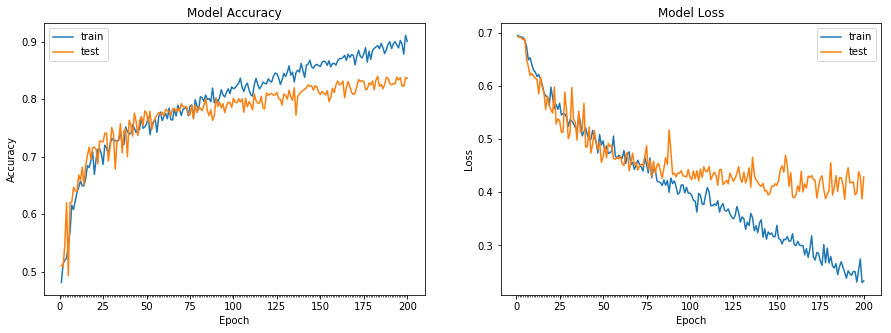 Model Accuracy
train
test
0.9
0.8
0.7
0.6
0.5
Accuracy
0 25 50 75 100 125 150 175 200
Epoch
Model Loss
train
test
0.7
0.6
0.5
0.4
0.3
Loss
0 25 50 75 100 125 150 175 200
Epoch